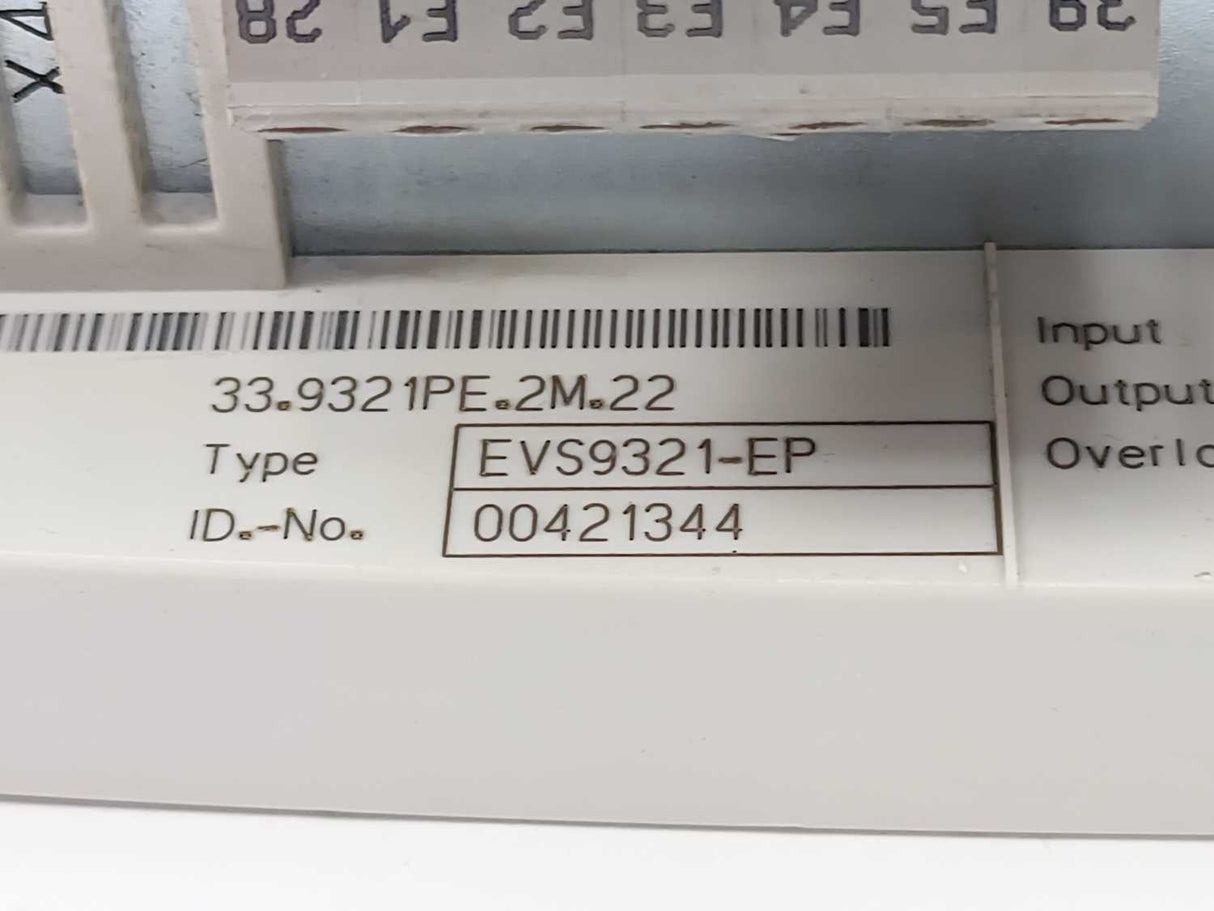 X4
28 E1 E2 E3 E4 E5 39
33.9321PE.2M.22
Type EVS9321-EP
ID.-No. 00421344
Input
Output